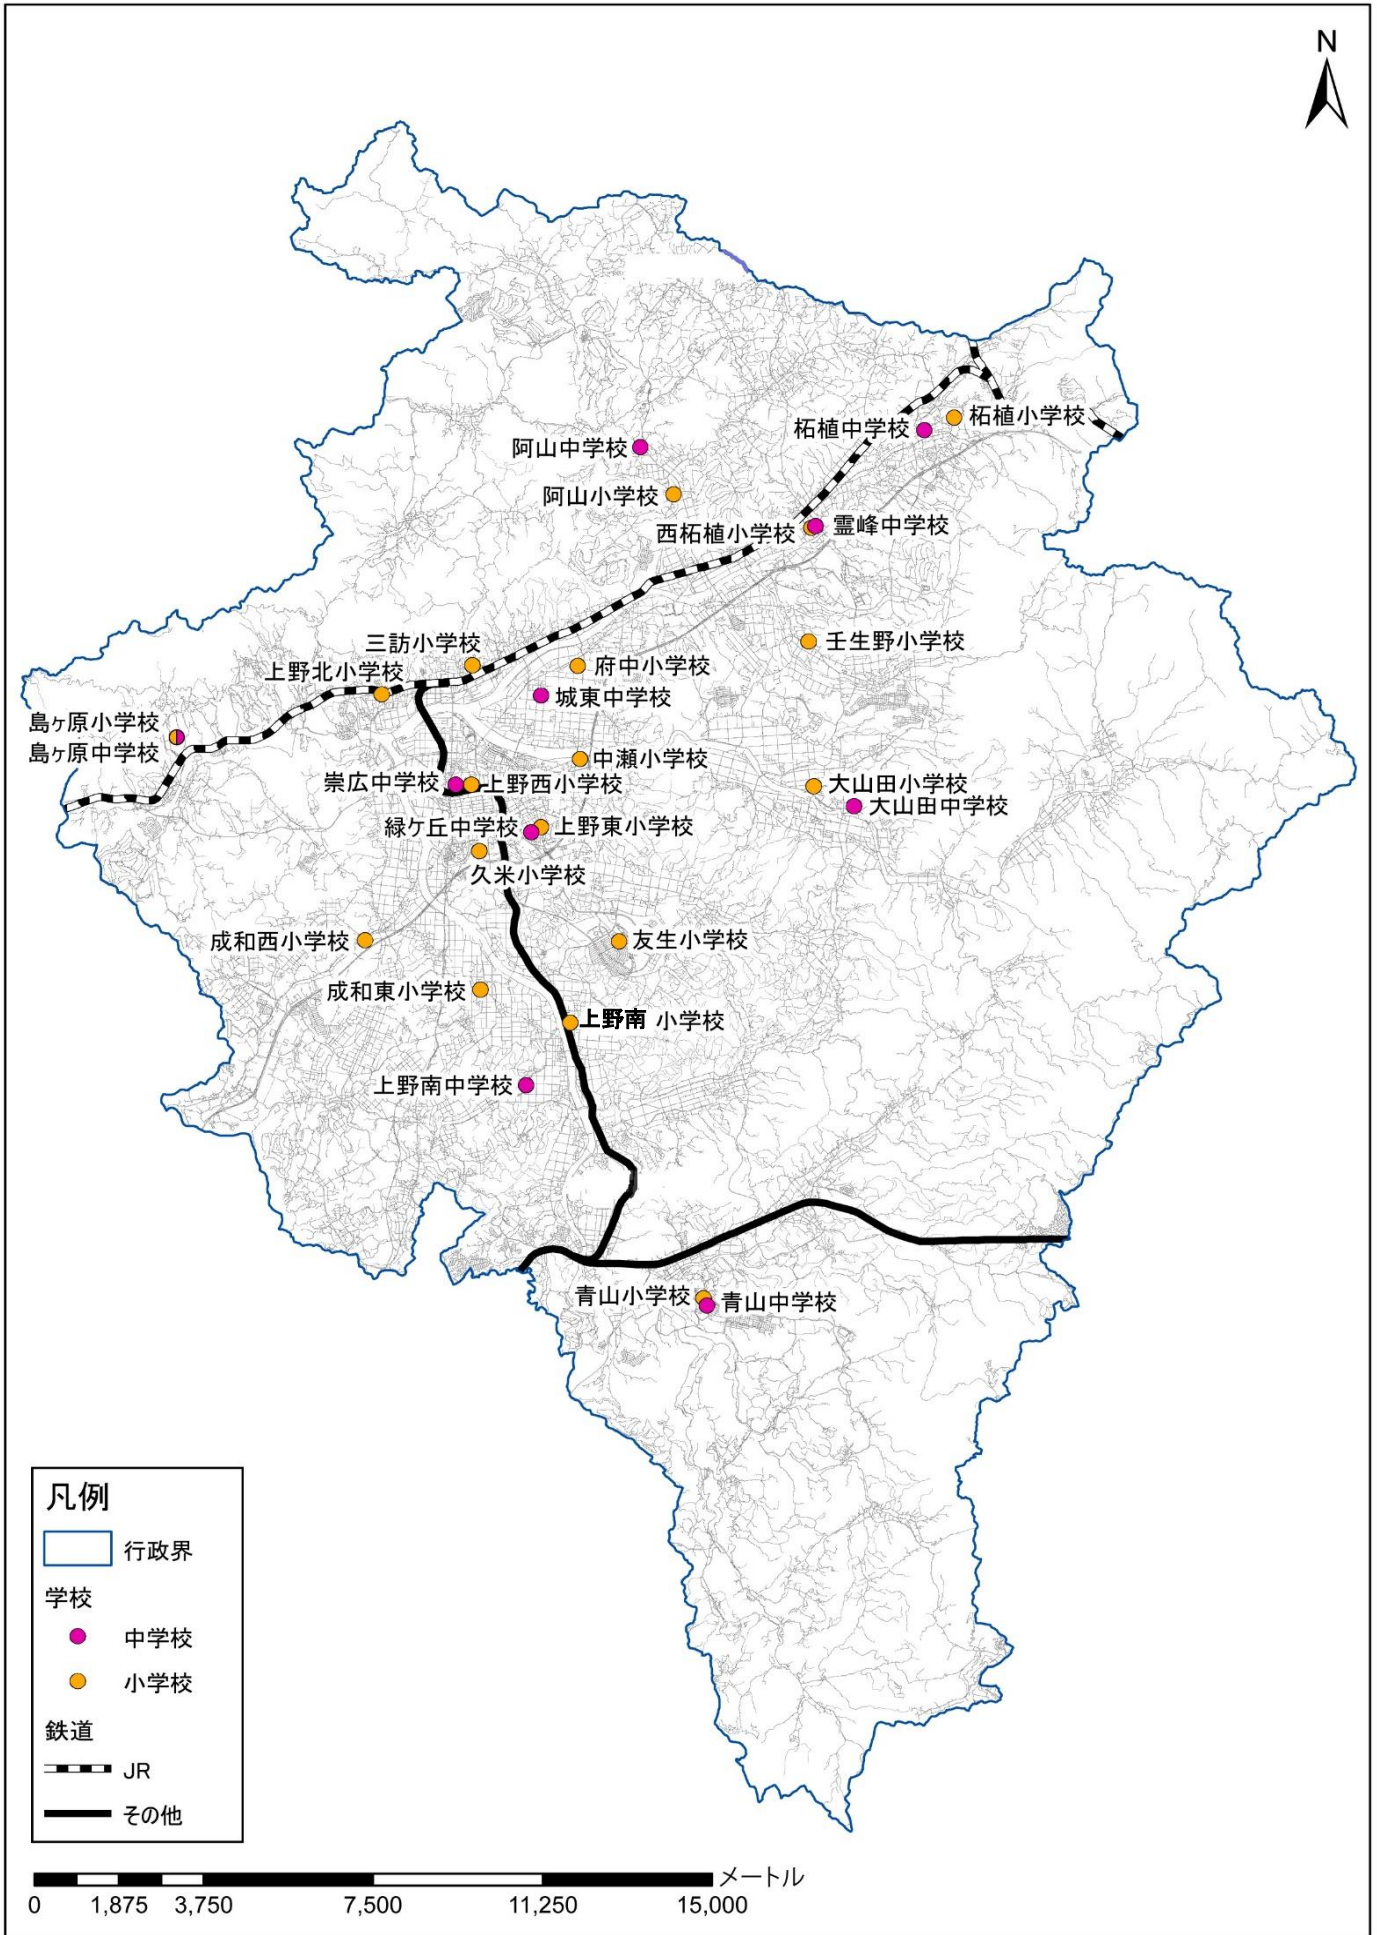 N
柘植小学校
柘植中学校
阿山中学校
阿山小学校
西柘植小学校
霊峰中学校
三訪小学校
壬生野小学校
上野北小学校
府中小学校
城東中学校
島ヶ原小学校
島ヶ原中学校
中瀬小学校
崇広中学校
上野西小学校
大山田小学校
大山田中学校
緑ケ丘中学校
上野東小学校
久米小学校
成和西小学校
友生小学校
成和東小学校
上野南 小学校
上野南中学校
青山小学校
青山中学校
凡例
行政界
学校
中学校
小学校
鉄道
JR
その他
メートル
0 1,875 3,750 7,500 11,250 15,000